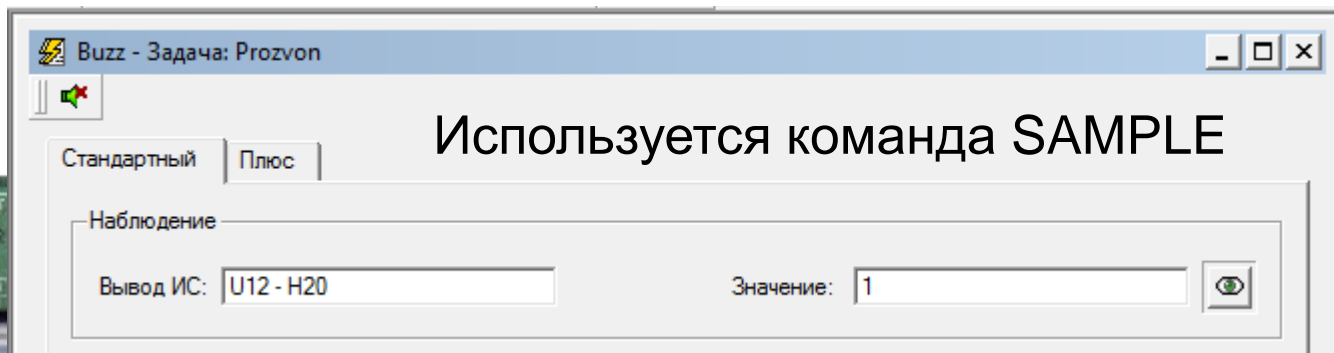 Buzz - Задача: Prozvon
Используется команда SAMPLE
Стандартный Плюс
Наблюдение
Вывод ИС: U12 - H20 Значение: 1